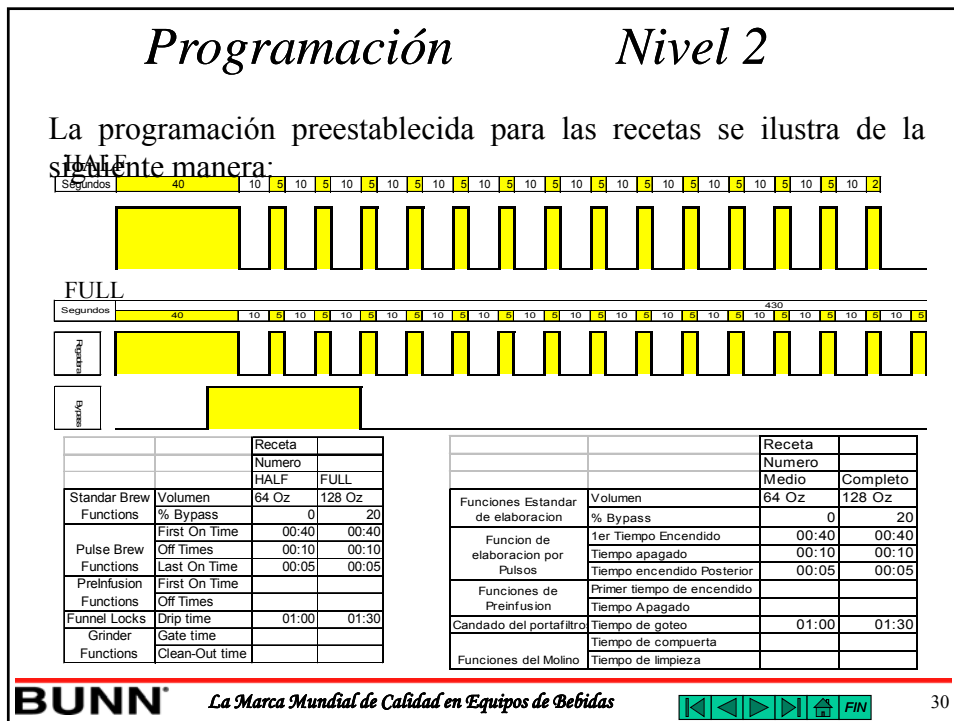 Programación Nivel 2
La programación preestablecida para las recetas se ilustra de la
siguiente manera:
HALF
Segundos 40 10 5 10 5 10 5 10 5 10 5 10 5 10 5 10 5 10 5 10 5 10 5 10 5 10 5 10 2
FULL
Segundos 430
40 10 5 10 5 10 5 10 5 10 5 10 5 10 5 10 5 10 5 10 5 10 5 10 5 10 5 10 5 10 5
Regadera
Bypass
Receta
Numero
HALF FULL
Standar Brew Functions Volumen 64 Oz 128 Oz
% Bypass 0 20
Pulse Brew Functions First On Time 00:40 00:40
Off Times 00:10 00:10
Last On Time 00:05 00:05
PreInfusion Functions First On Time
Off Times
Funnel Locks Drip time 01:00 01:30
Grinder Functions Gate time
Clean-Out time
Receta
Numero
Medio Completo
Funciones Estandar de elaboracion Volumen 64 Oz 128 Oz
% Bypass 0 20
Funcion de elaboracion por Pulsos 1er Tiempo Encendido 00:40 00:40
Tiempo apagado 00:10 00:10
Tiempo encendido Posterior 00:05 00:05
Funciones de Preinfusion Primer tiempo de encendido
Tiempo Apagado
Candado del portafiltro Tiempo de goteo 01:00 01:30
Funciones del Molino Tiempo de compuerta
Tiempo de limpieza
BUNN® La Marca Mundial de Calidad en Equipos de Bebidas FIN 30